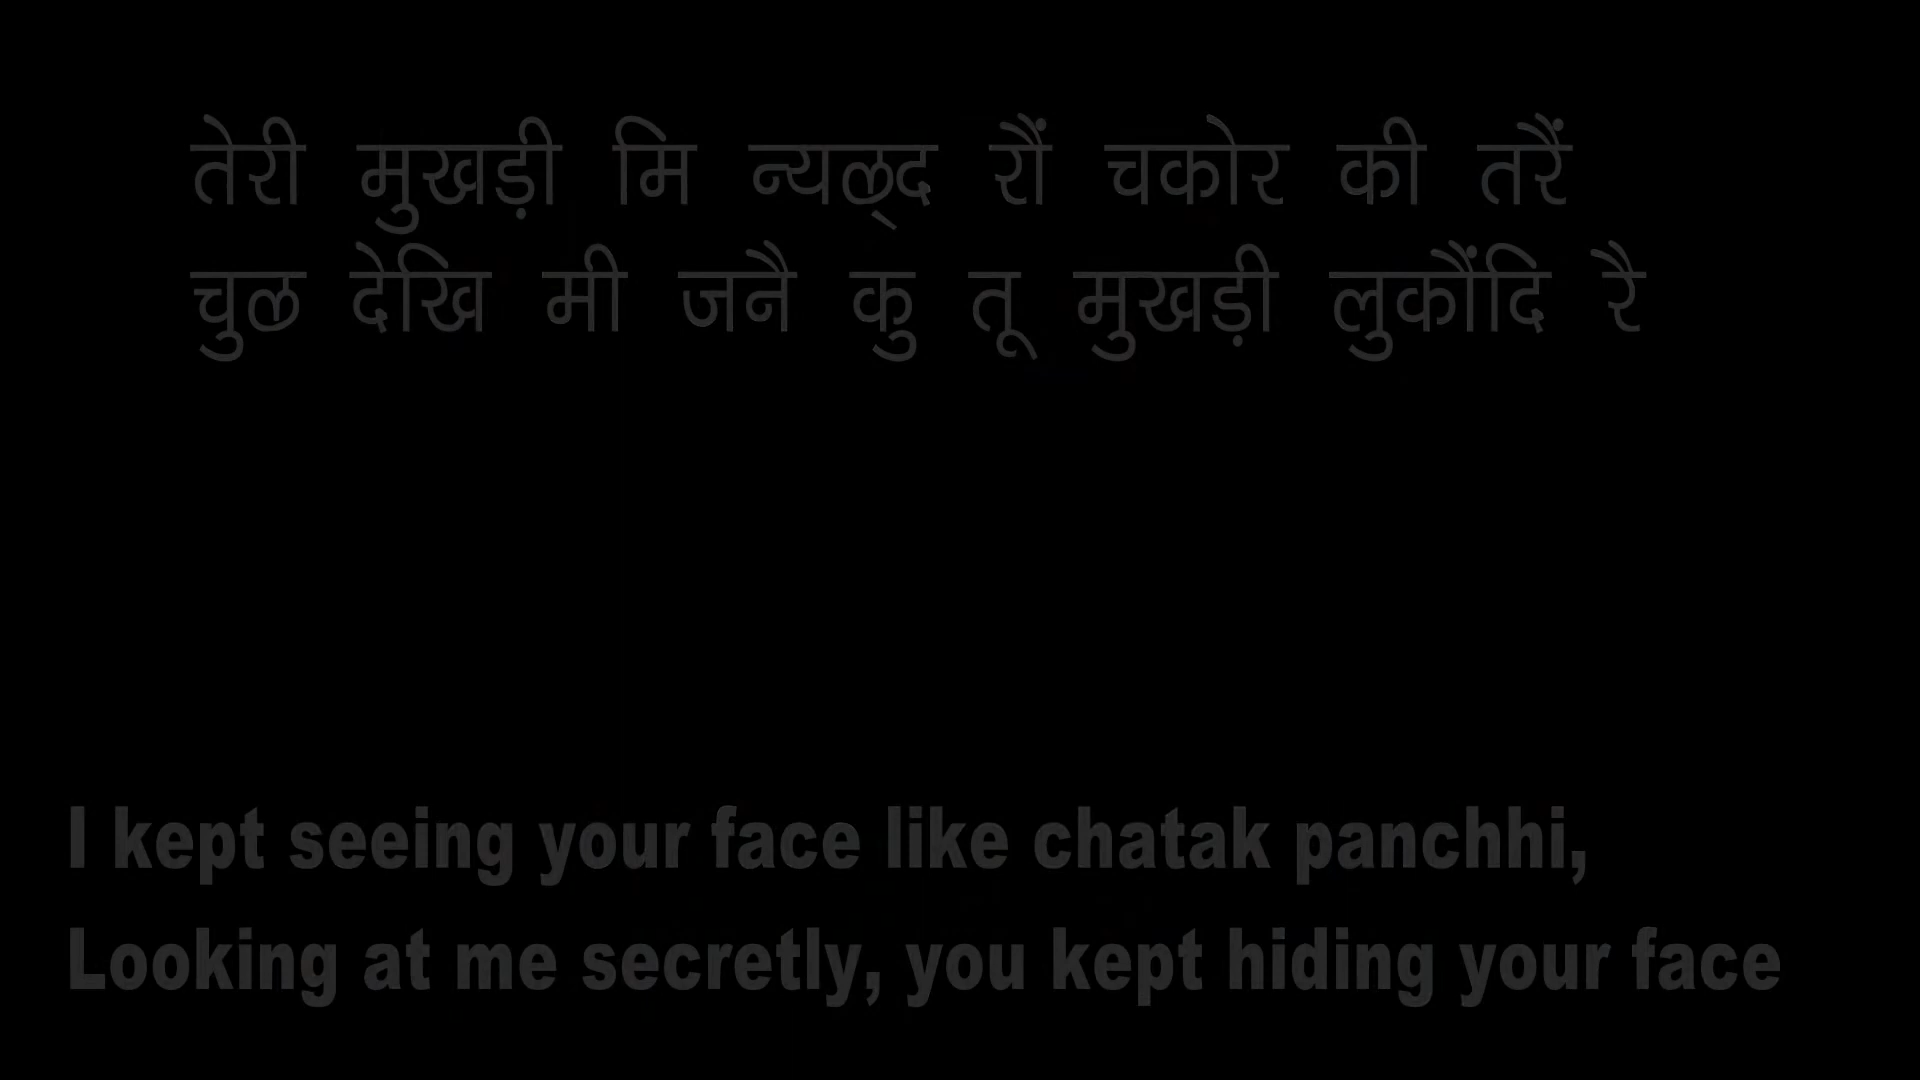 तेरी मुखड़ी मि न्यळ्द रौं चकोर की तरैं
चुळ देखि मी जनै कु तू मुखड़ी लुकौंदि रै
I kept seeing your face like chatak panchhi,
Looking at me secretly, you kept hiding your face